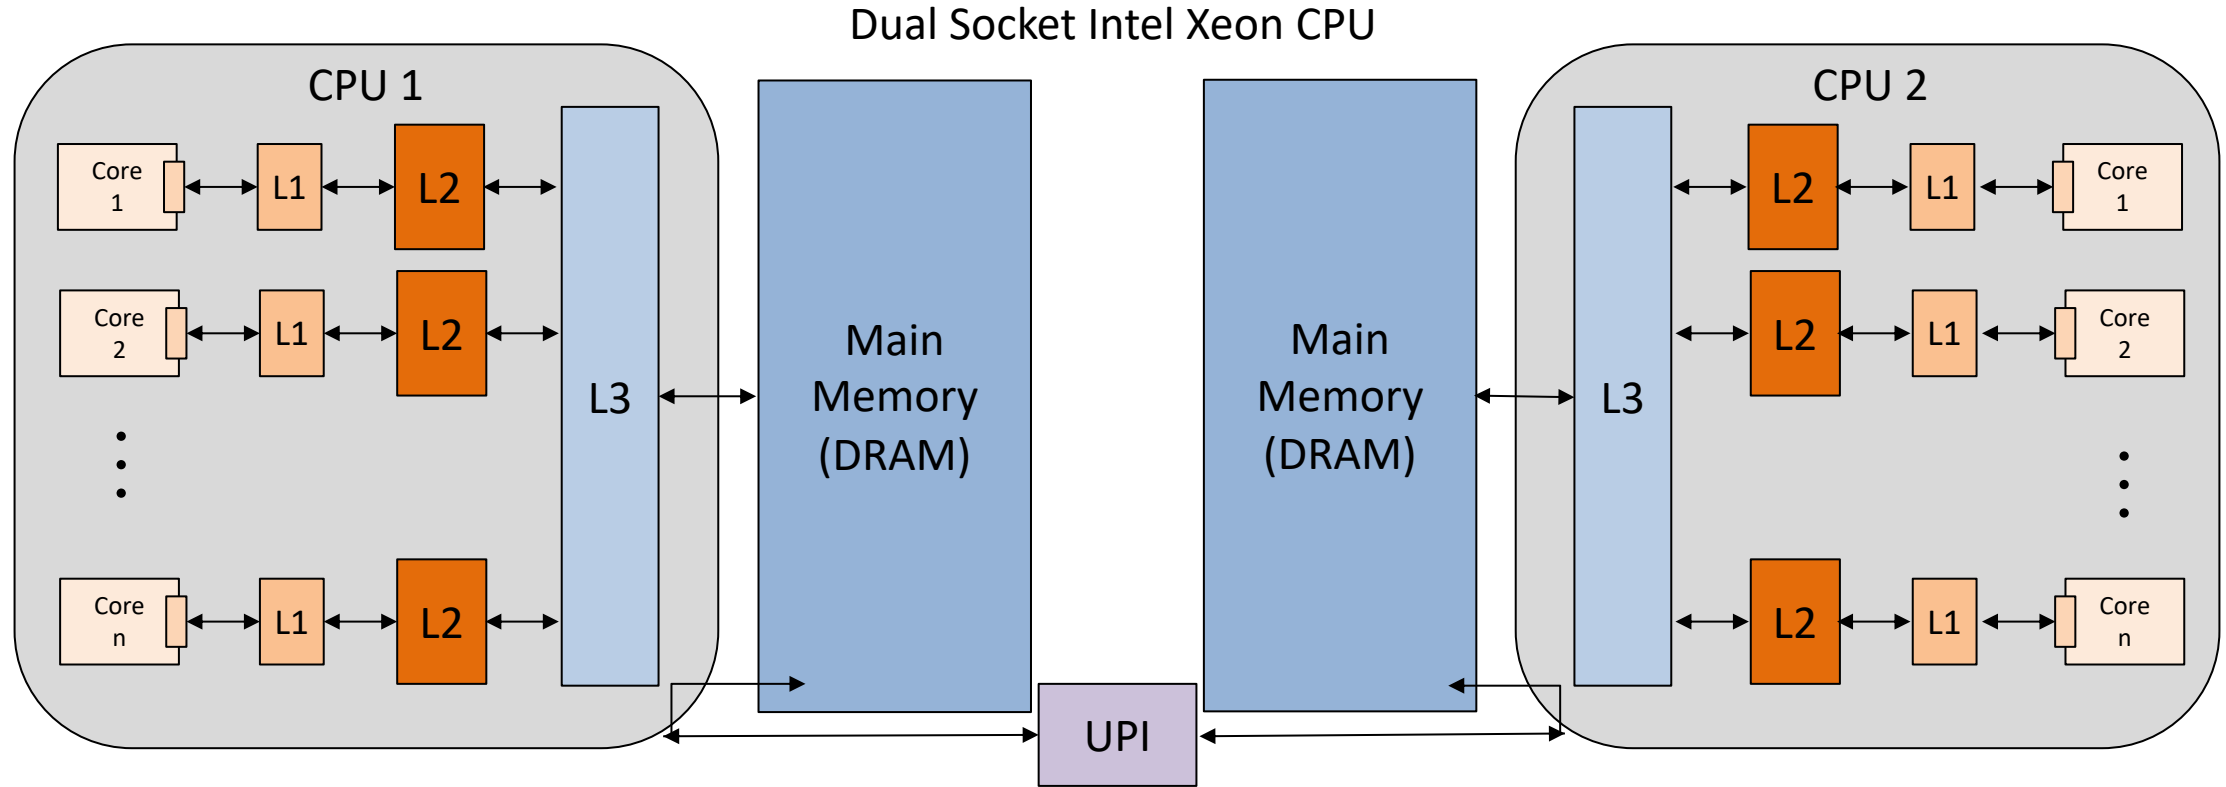 Dual Socket Intel Xeon CPU
CPU 1
Core
1
L1
L2
Core
2
L1
L2
Core
n
L1
L2
L3
Main
Memory
(DRAM)
UPI
Main
Memory
(DRAM)
CPU 2
L3
L2
L1
Core
1
L2
L1
Core
2
L2
L1
Core
n